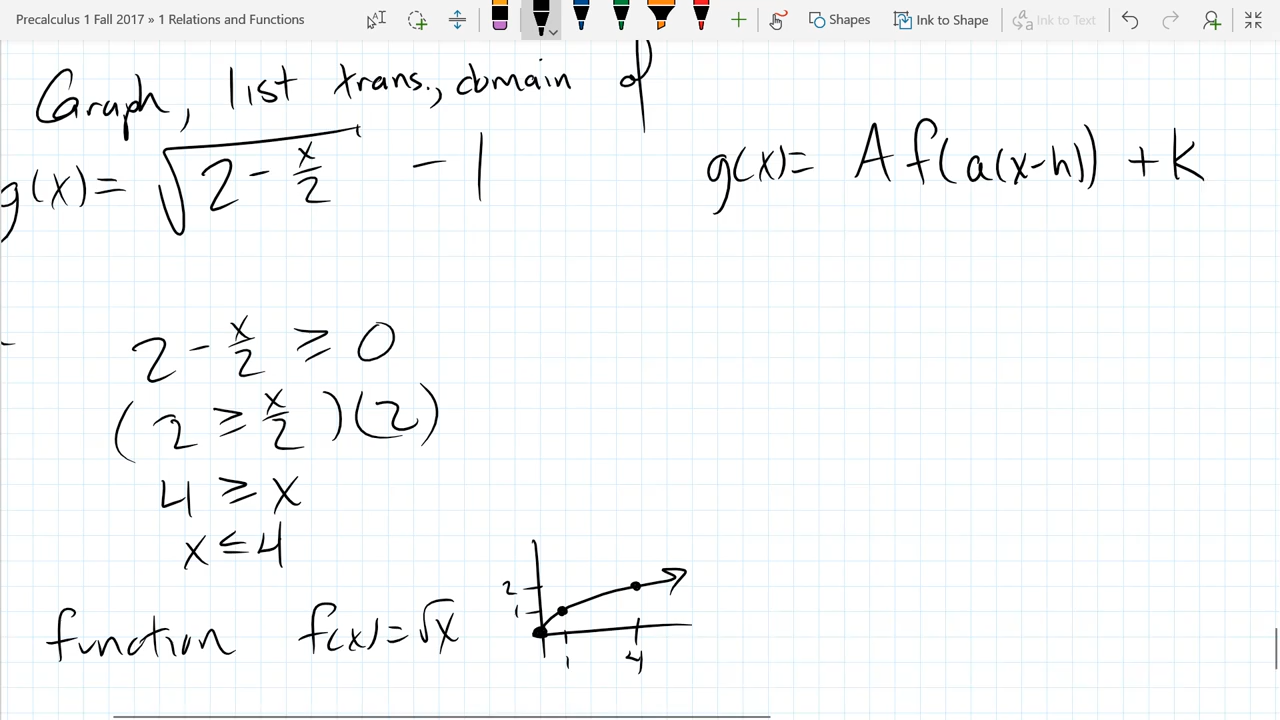 Precalculus 1 Fall 2017 » 1 Relations and Functions
Shapes
Ink to Shape
Ink to Text
Graph, list trans., domain of
g(x) = √(2 - x/2) - 1
g(x) = A f(a(x-h)) + k
2 - x/2 ≥ 0
(2 ≥ x/2)(2)
4 ≥ x
x ≤ 4
function f(x) = √x
2
1
1
4